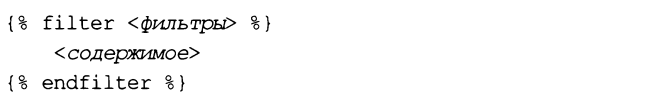 {% filter <фильтры> %}
<содержимое>
{% endfilter %}